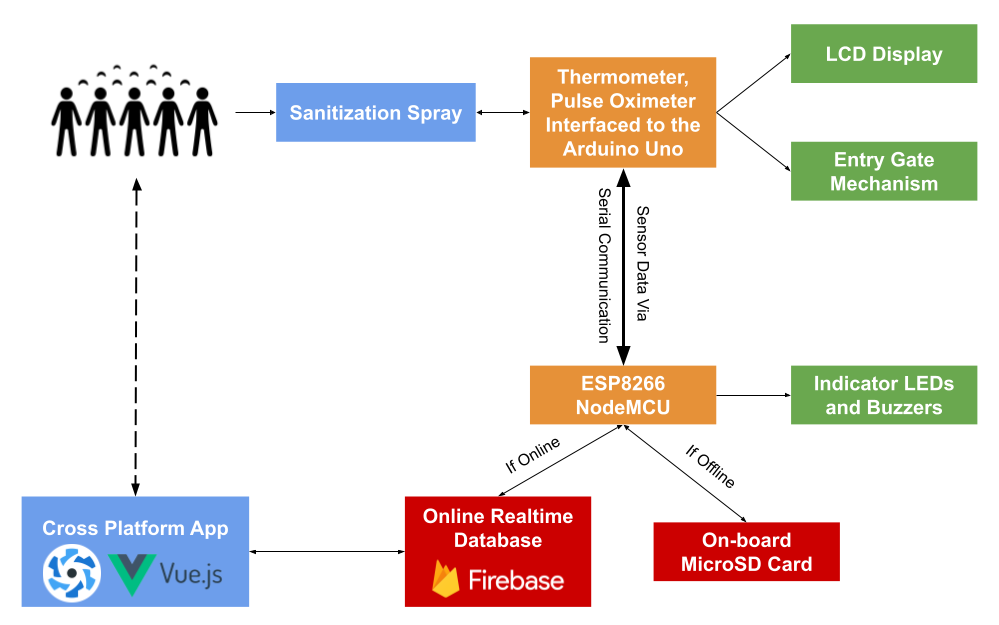 LCD Display
Sanitization Spray
Thermometer,
Pulse Oximeter
Interfaced to the
Arduino Uno
Entry Gate
Mechanism
Sensor Data Via
Serial Communication
ESP8266
NodeMCU
Indicator LEDs
and Buzzers
If Online
If Offline
Cross Platform App
Vue.js
Online Realtime
Database
Firebase
On-board
MicroSD Card